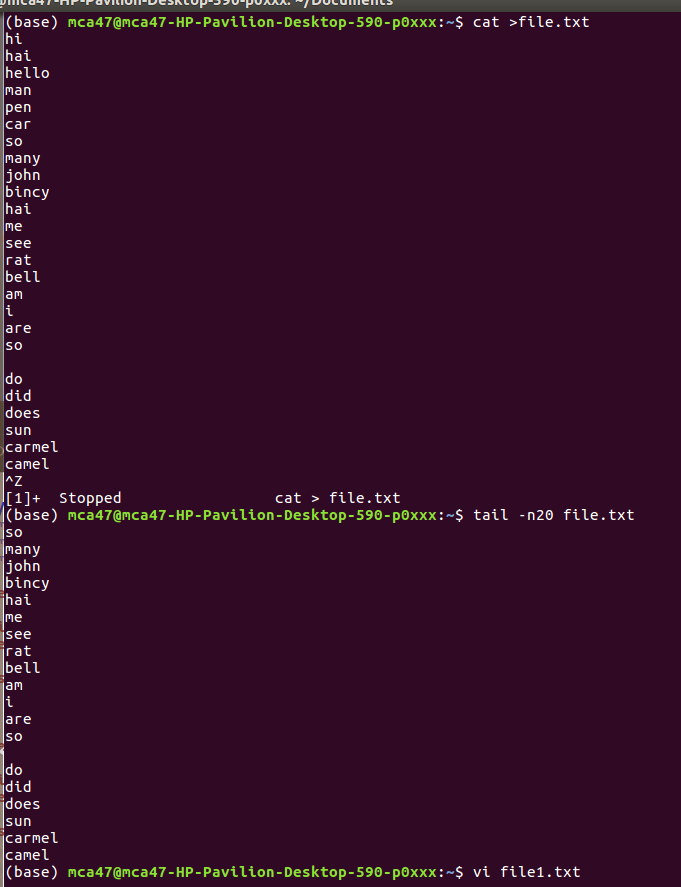 @mca47-HP-Pavilion-Desktop-590-p0xxx: ~/Documents
(base) mca47@mca47-HP-Pavilion-Desktop-590-p0xxx:~$ cat >file.txt
hi
hai
hello
man
pen
car
so
many
john
bincy
hai
me
see
rat
bell
am
i
are
so

do
did
does
sun
carmel
camel
^Z
[1]+  Stopped                 cat > file.txt
(base) mca47@mca47-HP-Pavilion-Desktop-590-p0xxx:~$ tail -n20 file.txt
so
many
john
bincy
hai
me
see
rat
bell
am
i
are
so

do
did
does
sun
carmel
camel
(base) mca47@mca47-HP-Pavilion-Desktop-590-p0xxx:~$ vi file1.txt